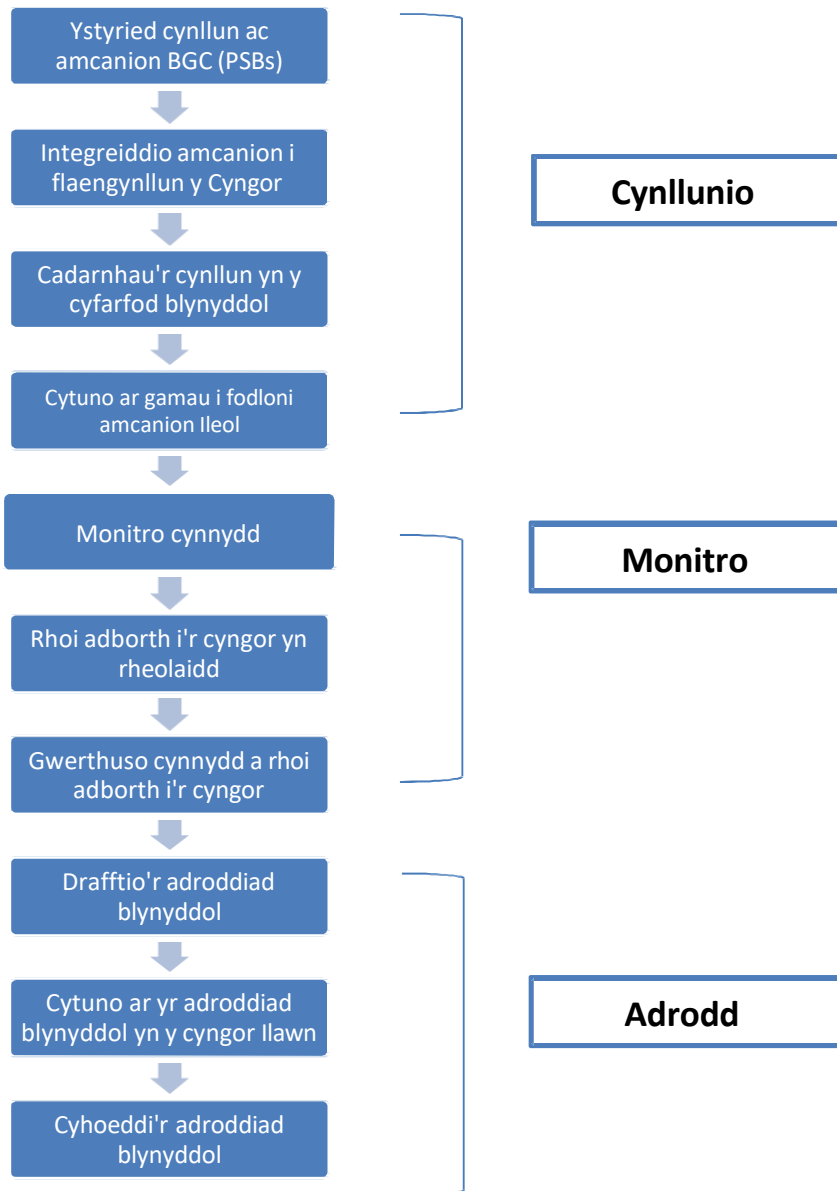 Ystyried cynllun ac
amcanion BGC (PSBs)
Integreiddio amcanion i
flaengynllun y Cyngor
Cynllunio
Cadarnhau'r cynllun yn y
cyfarfod blynyddol
Cytuno ar gamau i fodloni
amcanion lleol
Monitro cynnydd
Monitro
Rhoi adborth i'r cyngor yn
rheolaidd
Gwerthuso cynnydd a rhoi
adborth i'r cyngor
Drafftio'r adroddiad
blynyddol
Cytuno ar yr adroddiad
blynyddol yn y cyngor llawn
Adrodd
Cyhoeddi'r adroddiad
blynyddol